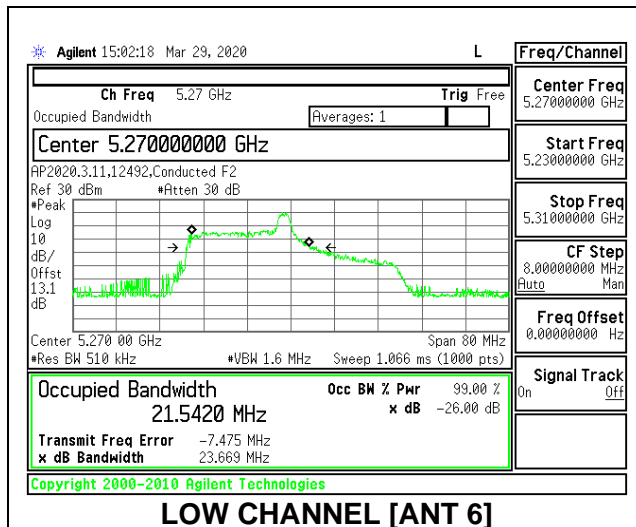 Agilent 15:02:18 Mar 29, 2020 L Freq/Channel
Ch Freq 5.27 GHz Trig Free
Occupied Bandwidth Averages: 1
Center 5.270000000 GHz
AP2020.3.11,12492,Conducted F2
Ref 30 dBm #Atten 30 dB
#Peak
Log
10
dB/
Offst
13.1
dB
Center 5.270 00 GHz Span 80 MHz
#Res BW 510 kHz #VBW 1.6 MHz Sweep 1.066 ms (1000 pts)
Occupied Bandwidth Occ BW % Pwr 99.00 %
21.5420 MHz x dB -26.00 dB
Transmit Freq Error -7.475 MHz
x dB Bandwidth 23.669 MHz
Copyright 2000-2010 Agilent Technologies
Center Freq
5.27000000 GHz
Start Freq
5.23000000 GHz
Stop Freq
5.31000000 GHz
CF Step
8.00000000 MHz
Auto Man
Freq Offset
0.00000000 Hz
Signal Track
On Off
LOW CHANNEL [ANT 6]